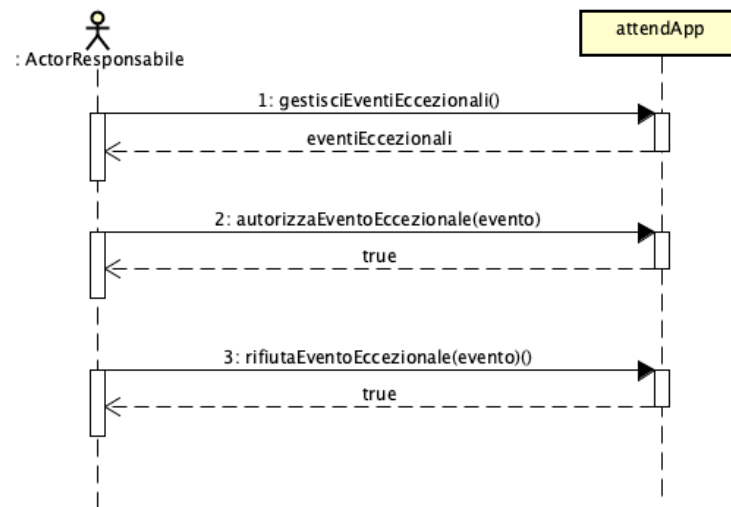 attendApp
: ActorResponsabile
1: gestisciEventiEccezionali()
eventiEccezionali
2: autorizzaEventoEccezionale(evento)
true
3: rifiutaEventoEccezionale(evento)()
true